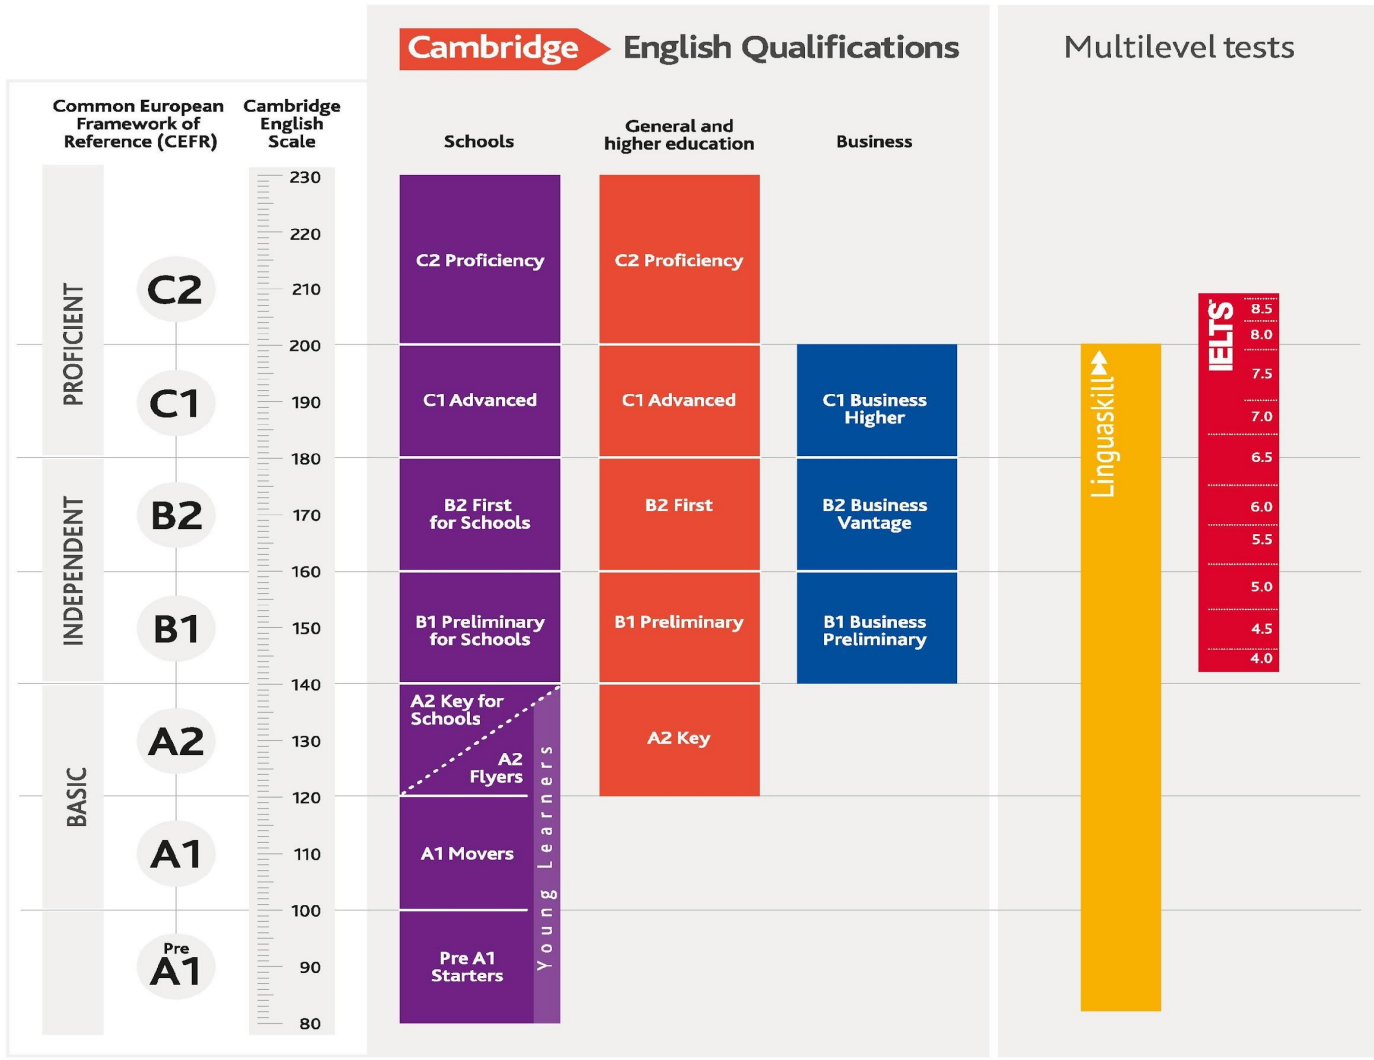 Cambridge English Qualifications
Multilevel tests
Common European
Framework of
Reference (CEFR)
Cambridge
English
Scale
Schools
General and
higher education
Business
PROFICIENT
INDEPENDENT
BASIC
C2
C1
B2
B1
A2
A1
Pre
A1
230
220
210
200
190
180
170
160
150
140
130
120
110
100
90
80
C2 Proficiency
C1 Advanced
B2 First
for Schools
B1 Preliminary
for Schools
A2 Key for
Schools
A2
Flyers
A1 Movers
Pre A1
Starters
Young Learners
C2 Proficiency
C1 Advanced
B2 First
B1 Preliminary
A2 Key
C1 Business
Higher
B2 Business
Vantage
B1 Business
Preliminary
Linguaskill
IELTS™
8.5
8.0
7.5
7.0
6.5
6.0
5.5
5.0
4.5
4.0